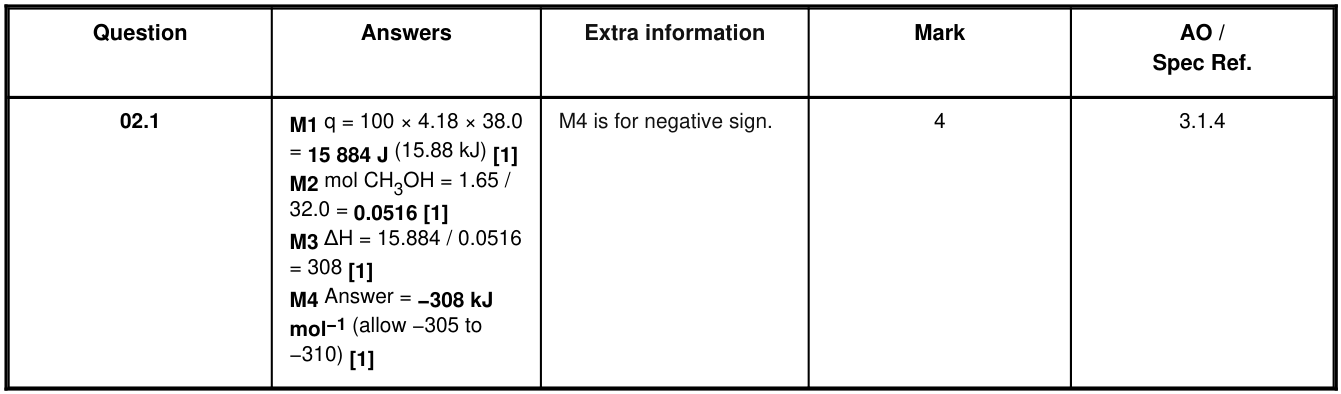 Question Answers Extra information Mark AO /
Spec Ref.
02.1 M1 q = 100 × 4.18 × 38.0 M4 is for negative sign. 4 3.1.4
= 15 884 J (15.88 kJ) [1]
M2 mol CH₃OH = 1.65 /
32.0 = 0.0516 [1]
M3 ΔH = 15.884 / 0.0516
= 308 [1]
M4 Answer = −308 kJ
mol⁻¹ (allow −305 to
−310) [1]